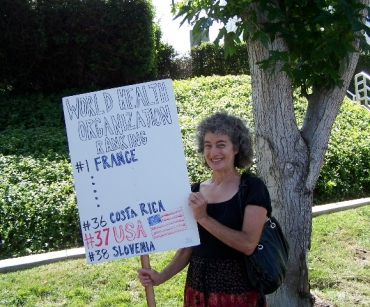 WORLD HEALTH
ORGANIZATION
RANKING
#1 FRANCE
#36 COSTA RICA
#37 USA
#38 SLOVENIA